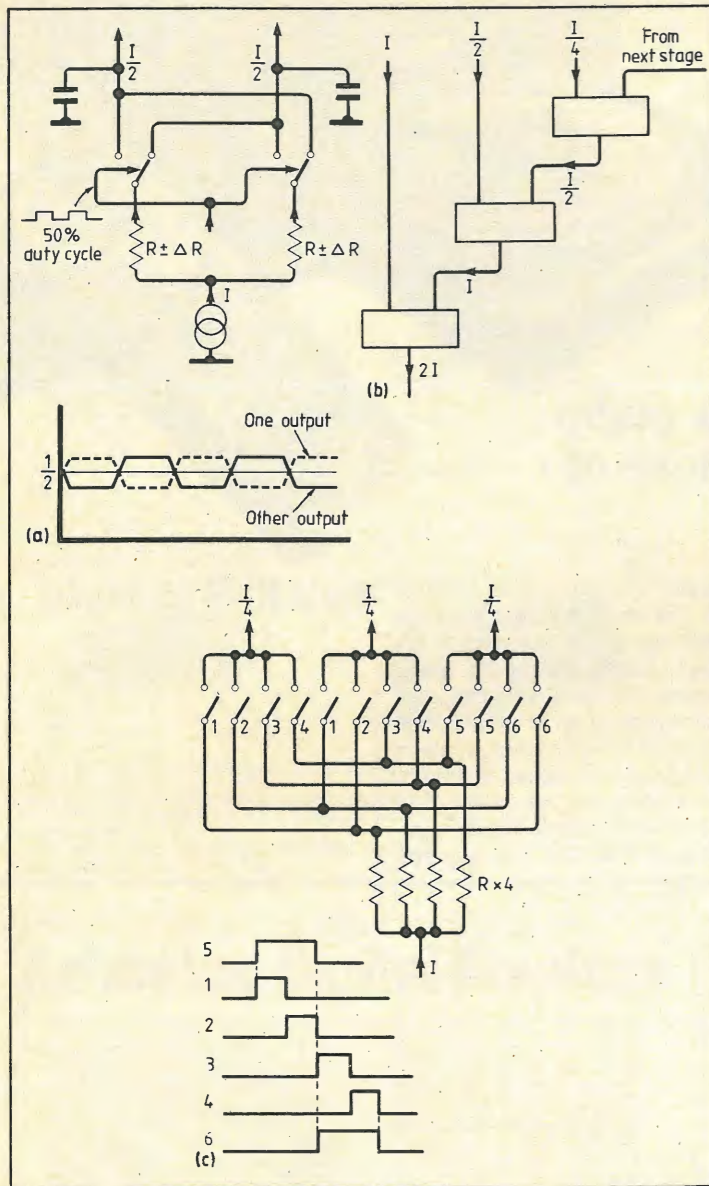 I/2 I/2
50%
duty cycle
R ± ΔR R ± ΔR
I
I I/2 I/4 From
next stage
I/2
I
2I
(b)
One output
1/2
Other output
(a)
I/4 I/4 I/4
1 2 3 4 1 2 3 4 5 5 6 6
R×4
I
5
1
2
3
4
6
(c)